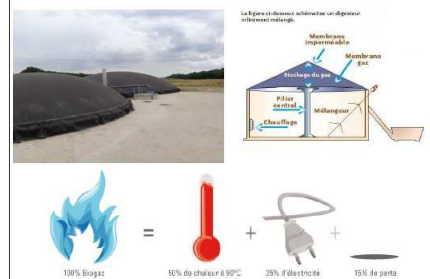 La figure ci-dessous schématise un digesteur
infiniment mélangé.
Membrane
imperméable
Membrane
gaz
Stockage du gaz
Pilier
central
Mélangeur
Chauffage
=
+
+
100% Biogaz
50% de chaleur à 90°C
35% d'électricité
15% de perte